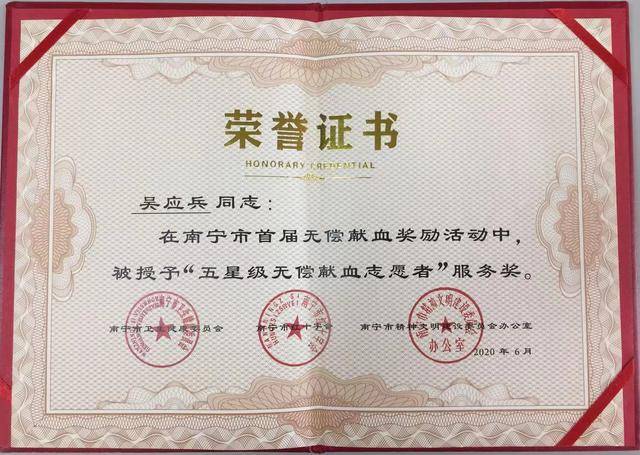 荣誉证书
HONORARY CREDENTIAL
吴应兵 同志：
在南宁市首届无偿献血奖励活动中，
被授予“五星级无偿献血志愿者”服务奖。
南宁市卫生健康委员会 南宁市红十字会 南宁市精神文明建设委员会办公室
办公室
2020 年 6 月